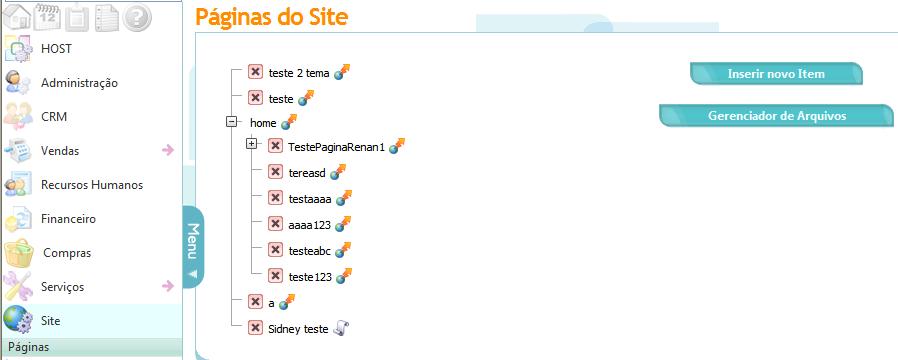 Páginas do Site
12
HOST
Administração
CRM
Vendas
Recursos Humanos
Financeiro
Compras
Serviços
Site
Páginas
Menu
teste 2 tema
teste
home
TestePaginaRenan1
tereasd
testaaaa
aaaa123
testeabc
teste123
a
Sidney teste
Inserir novo Item
Gerenciador de Arquivos